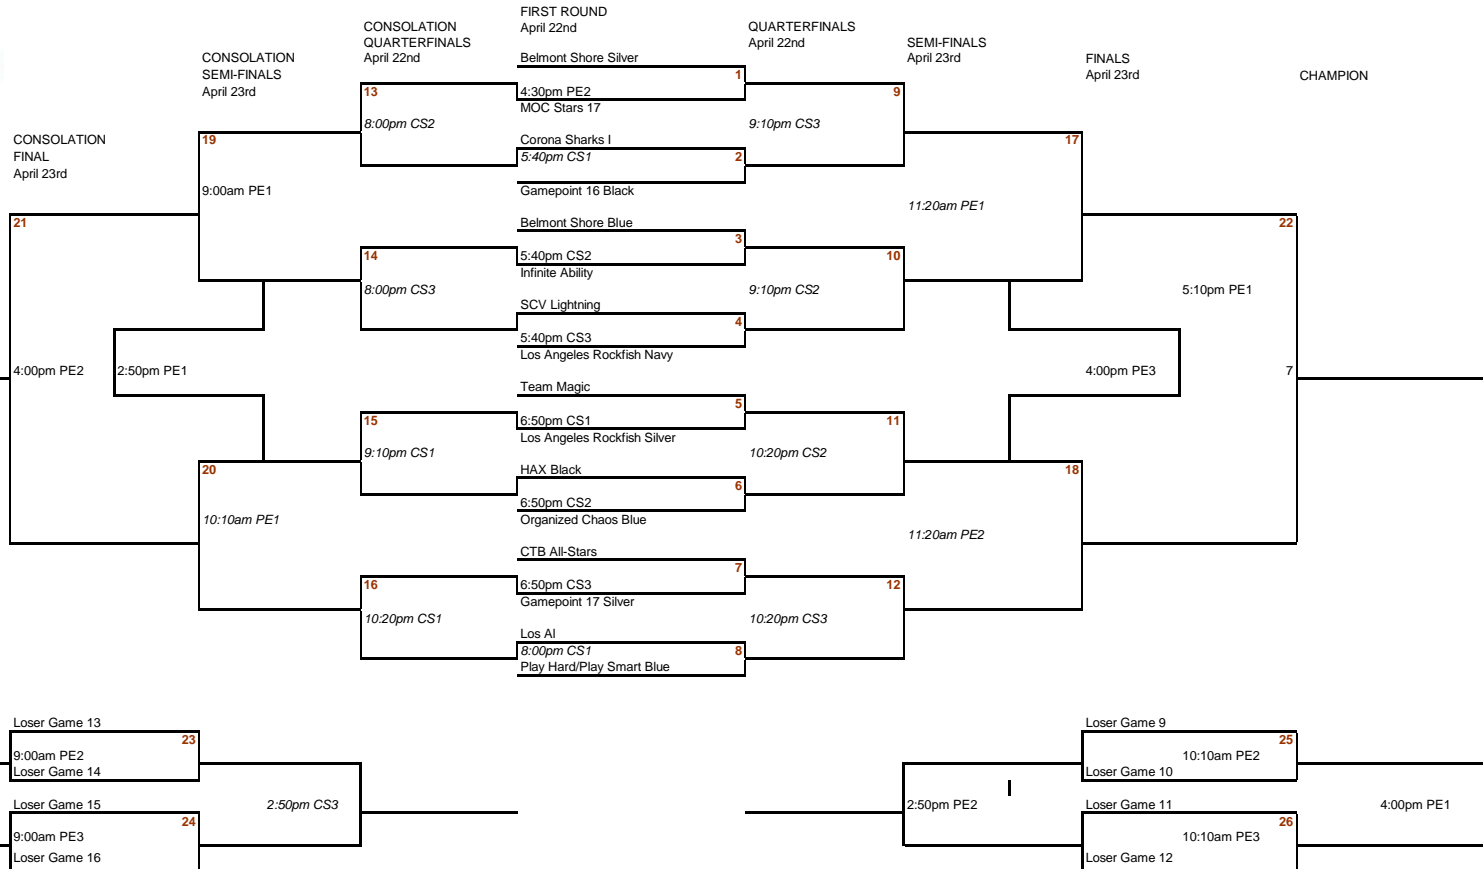 FIRST ROUND
April 22nd
CONSOLATION
QUARTERFINALS
April 22nd
QUARTERFINALS
April 22nd
SEMI-FINALS
April 23rd
CONSOLATION
SEMI-FINALS
April 23rd
FINALS
April 23rd
CHAMPION
CONSOLATION
FINAL
April 23rd
Belmont Shore Silver
1
4:30pm PE2
MOC Stars 17
13
8:00pm CS2
9
9:10pm CS3
Corona Sharks I
5:40pm CS1
2
Gamepoint 16 Black
19
9:00am PE1
17
11:20am PE1
Belmont Shore Blue
3
5:40pm CS2
Infinite Ability
21
22
14
8:00pm CS3
10
9:10pm CS2
5:10pm PE1
SCV Lightning
4
5:40pm CS3
Los Angeles Rockfish Navy
4:00pm PE2
2:50pm PE1
4:00pm PE3
7
Team Magic
5
6:50pm CS1
Los Angeles Rockfish Silver
15
9:10pm CS1
11
10:20pm CS2
HAX Black
6
6:50pm CS2
Organized Chaos Blue
20
10:10am PE1
18
11:20am PE2
CTB All-Stars
7
6:50pm CS3
Gamepoint 17 Silver
16
10:20pm CS1
12
10:20pm CS3
Los Al
8:00pm CS1
8
Play Hard/Play Smart Blue
Loser Game 13
23
9:00am PE2
Loser Game 14
Loser Game 15
2:50pm CS3
24
9:00am PE3
Loser Game 16
Loser Game 9
25
10:10am PE2
Loser Game 10
2:50pm PE2
Loser Game 11
4:00pm PE1
26
10:10am PE3
Loser Game 12